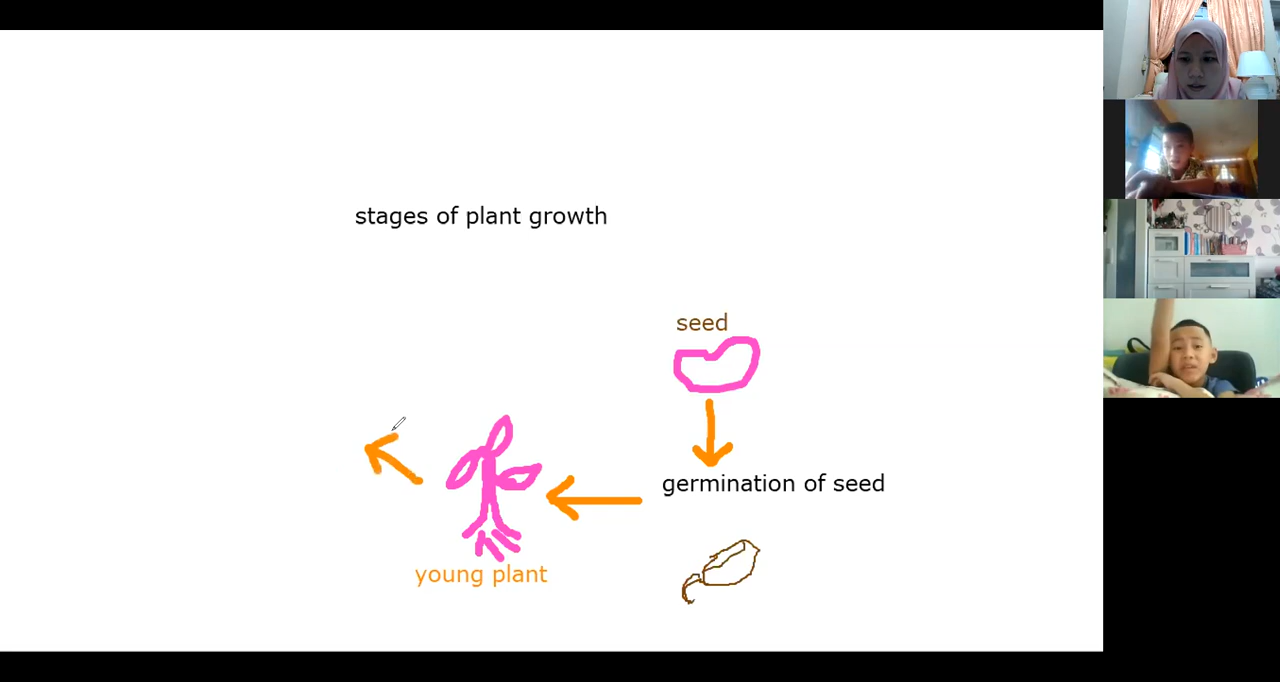 stages of plant growth
seed
germination of seed
young plant